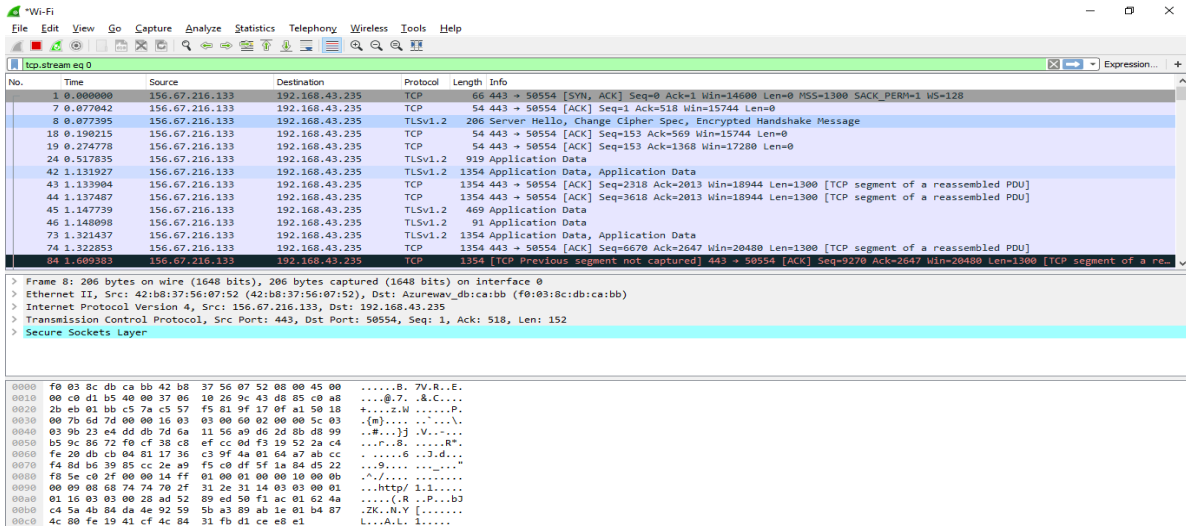 *Wi-Fi
File Edit View Go Capture Analyze Statistics Telephony Wireless Tools Help
tcp.stream eq 0 Expression... +
No. Time Source Destination Protocol Length Info
1 0.000000 156.67.216.133 192.168.43.235 TCP 66 443 → 50554 [SYN, ACK] Seq=0 Ack=1 Win=14600 Len=0 MSS=1300 SACK_PERM=1 WS=128
7 0.077042 156.67.216.133 192.168.43.235 TCP 54 443 → 50554 [ACK] Seq=1 Ack=518 Win=15744 Len=0
8 0.077395 156.67.216.133 192.168.43.235 TLSv1.2 206 Server Hello, Change Cipher Spec, Encrypted Handshake Message
18 0.190215 156.67.216.133 192.168.43.235 TCP 54 443 → 50554 [ACK] Seq=153 Ack=569 Win=15744 Len=0
19 0.274778 156.67.216.133 192.168.43.235 TCP 54 443 → 50554 [ACK] Seq=153 Ack=1368 Win=17280 Len=0
24 0.517835 156.67.216.133 192.168.43.235 TLSv1.2 919 Application Data
42 1.131927 156.67.216.133 192.168.43.235 TLSv1.2 1354 Application Data, Application Data
43 1.133904 156.67.216.133 192.168.43.235 TCP 1354 443 → 50554 [ACK] Seq=2318 Ack=2013 Win=18944 Len=1300 [TCP segment of a reassembled PDU]
44 1.137487 156.67.216.133 192.168.43.235 TCP 1354 443 → 50554 [ACK] Seq=3618 Ack=2013 Win=18944 Len=1300 [TCP segment of a reassembled PDU]
45 1.147739 156.67.216.133 192.168.43.235 TLSv1.2 469 Application Data
46 1.148098 156.67.216.133 192.168.43.235 TLSv1.2 91 Application Data
73 1.321437 156.67.216.133 192.168.43.235 TLSv1.2 1354 Application Data, Application Data
74 1.322853 156.67.216.133 192.168.43.235 TCP 1354 443 → 50554 [ACK] Seq=6670 Ack=2647 Win=20480 Len=1300 [TCP segment of a reassembled PDU]
84 1.609383 156.67.216.133 192.168.43.235 TCP 1354 [TCP Previous segment not captured] 443 → 50554 [ACK] Seq=9270 Ack=2647 Win=20480 Len=1300 [TCP segment of a re…
> Frame 8: 206 bytes on wire (1648 bits), 206 bytes captured (1648 bits) on interface 0
> Ethernet II, Src: 42:b8:37:56:07:52 (42:b8:37:56:07:52), Dst: Azurewav_db:ca:bb (f0:03:8c:db:ca:bb)
> Internet Protocol Version 4, Src: 156.67.216.133, Dst: 192.168.43.235
> Transmission Control Protocol, Src Port: 443, Dst Port: 50554, Seq: 1, Ack: 518, Len: 152
> Secure Sockets Layer
0000 f0 03 8c db ca bb 42 b8 37 56 07 52 08 00 45 00 ......B. 7V.R..E.
0010 00 c0 d1 b5 40 00 37 06 10 26 9c 43 d8 85 c0 a8 ....@.7. .&.C....
0020 2b eb 01 bb c5 7a c5 57 f5 81 9f 17 0f a1 50 18 +....z.W ......P.
0030 00 7b 6d 7d 00 00 16 03 03 00 60 02 00 00 5c 03 .{m}.... ..`...\.
0040 03 9b 23 e4 dd db 7d 6a 11 56 a9 d6 2d 8b d8 99 ..#...}j .V..-...
0050 b5 9c 86 72 f0 cf 38 c8 ef cc 0d f3 19 52 2a c4 ...r..8. .....R*.
0060 fe 20 db cb 04 81 17 36 c3 9f 4a 01 64 a7 ab cc . .....6 ..J.d...
0070 f4 8d b6 39 85 cc 2e a9 f5 c0 df 5f 1a 84 d5 22 ...9.... ..._..."
0080 f8 5e c0 2f 00 00 14 ff 01 00 01 00 00 10 00 0b .^./.... ........
0090 00 09 08 68 74 74 70 2f 31 2e 31 14 03 03 00 01 ...http/ 1.1.....
00a0 01 16 03 03 00 28 ad 52 89 ed 50 f1 ac 01 62 4a .....(.R ..P...bJ
00b0 c4 5a 4b 84 da 4e 92 59 5b a3 89 ab 1e 01 b4 87 .ZK..N.Y [.......
00c0 4c 80 fe 19 41 cf 4c 84 31 fb d1 ce e8 e1 L...A.L. 1.....